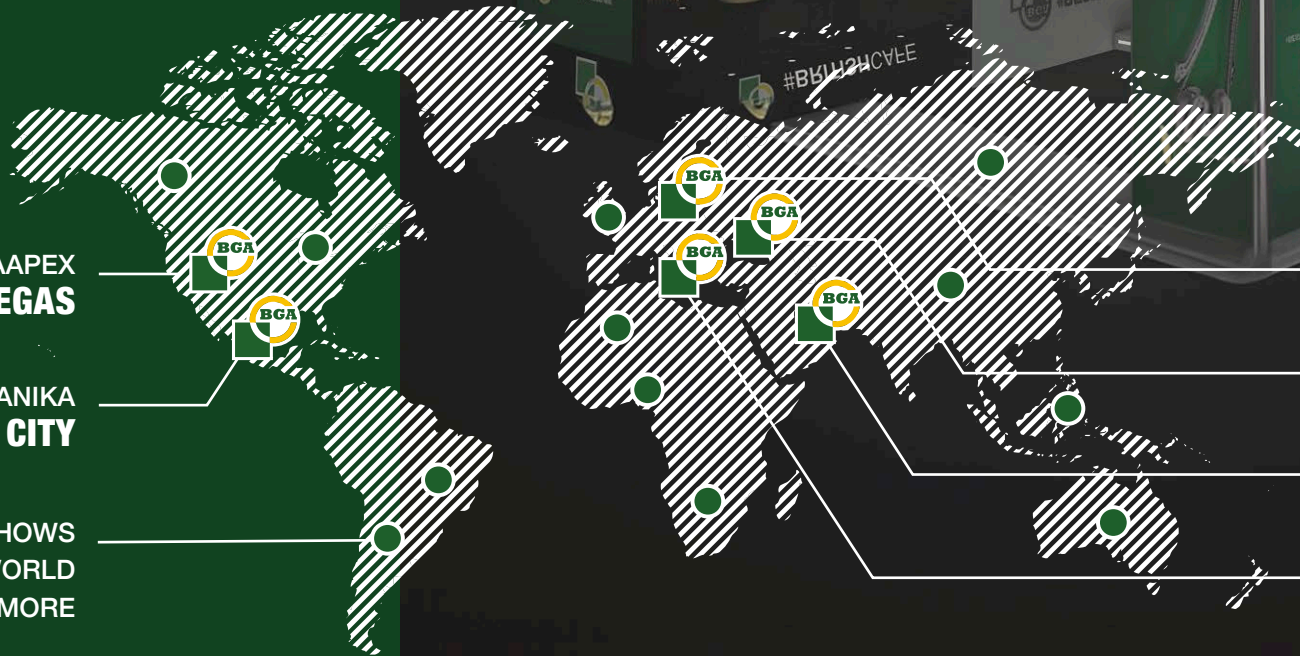 #BRITISHCAFE
BGA
BGA
BGA
BGA
BGA
BGA
AAPEX
EGAS
ANIKA
CITY
HOWS
ORLD
MORE